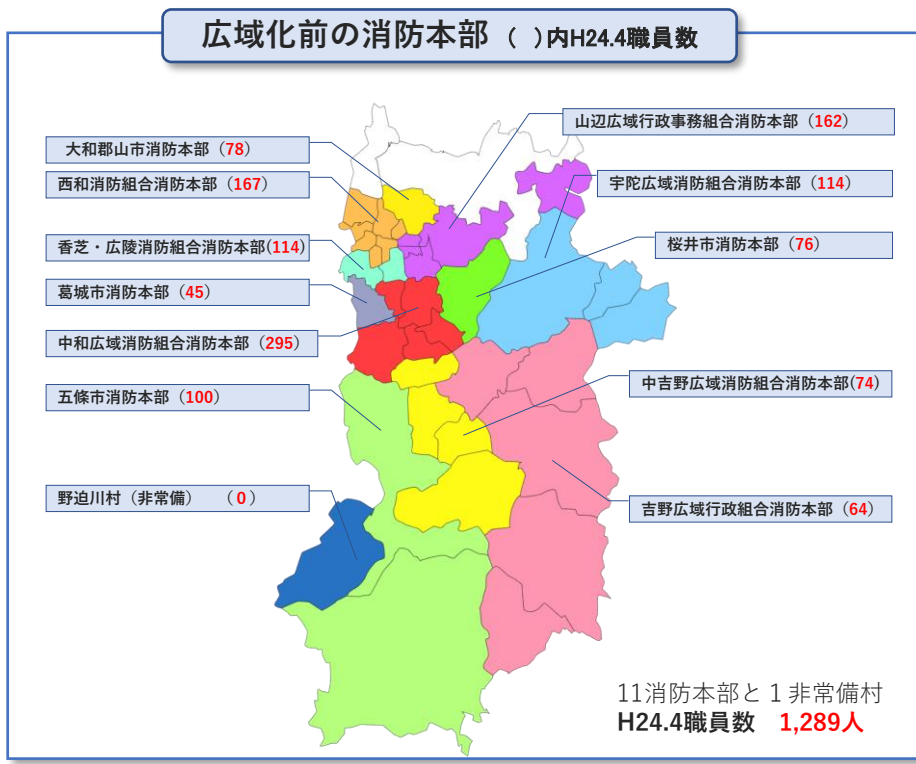 広域化前の消防本部 （ ）内H24.4職員数
山辺広域行政事務組合消防本部（162）
大和郡山市消防本部（78）
西和消防組合消防本部（167）
宇陀広域消防組合消防本部（114）
香芝・広陵消防組合消防本部(114)
桜井市消防本部（76）
葛城市消防本部（45）
中和広域消防組合消防本部（295）
五條市消防本部（100）
中吉野広域消防組合消防本部(74)
野迫川村（非常備） （0）
吉野広域行政組合消防本部（64）
11消防本部と１非常備村
H24.4職員数 1,289人